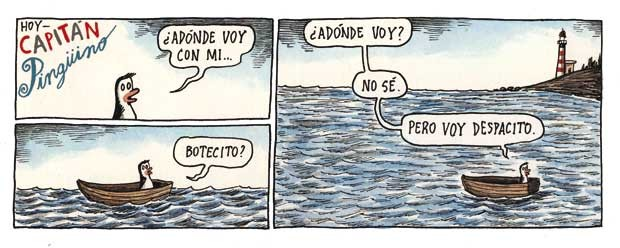 HOY—
CAPITÁN
Pingüino
¿ADÓNDE VOY
CON MI...
BOTECITO?
¿ADÓNDE VOY?
NO SÉ.
PERO VOY DESPACITO.